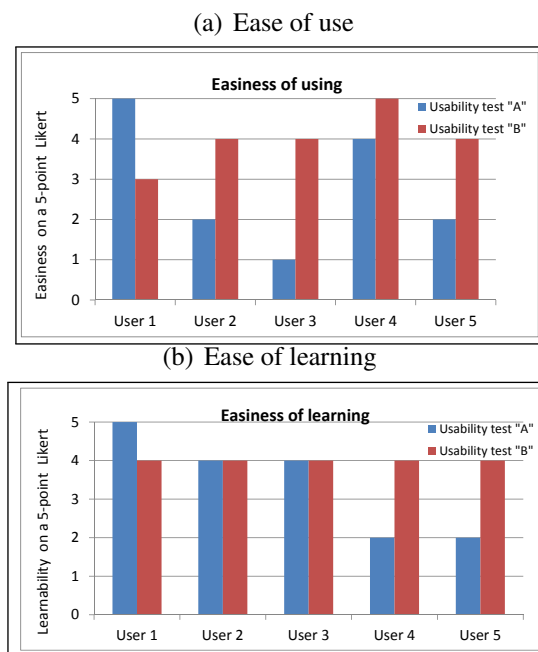 (a) Ease of use
Easiness of using
Easiness on a 5-point Likert
5
4
3
2
1
0
Usability test "A"
Usability test "B"
User 1 User 2 User 3 User 4 User 5
(b) Ease of learning
Easiness of learning
Learnability on a 5-point Likert
5
4
3
2
1
0
Usability test "A"
Usability test "B"
User 1 User 2 User 3 User 4 User 5